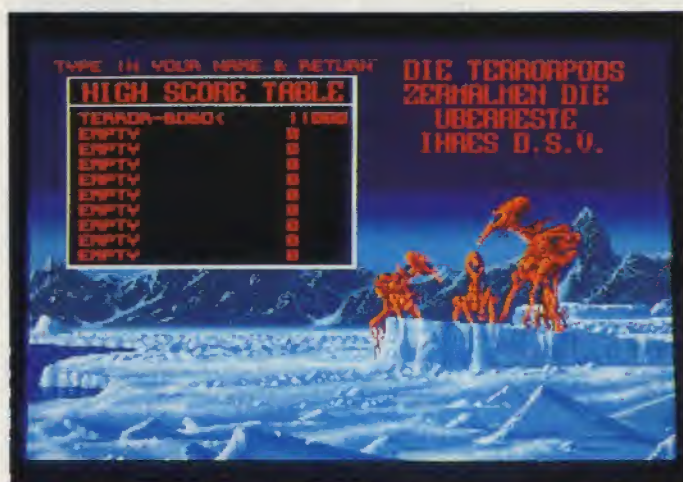 TYPE IN YOUR NAME & RETURN
HIGH SCORE TABLE
TERROR-BOBO< 11000
EMPTY 0
EMPTY 0
EMPTY 0
EMPTY 0
EMPTY 0
EMPTY 0
EMPTY 0
EMPTY 0
EMPTY 0
DIE TERRORPODS
ZERMALMEN DIE
UBERRESTE
IHRES D.S.V.